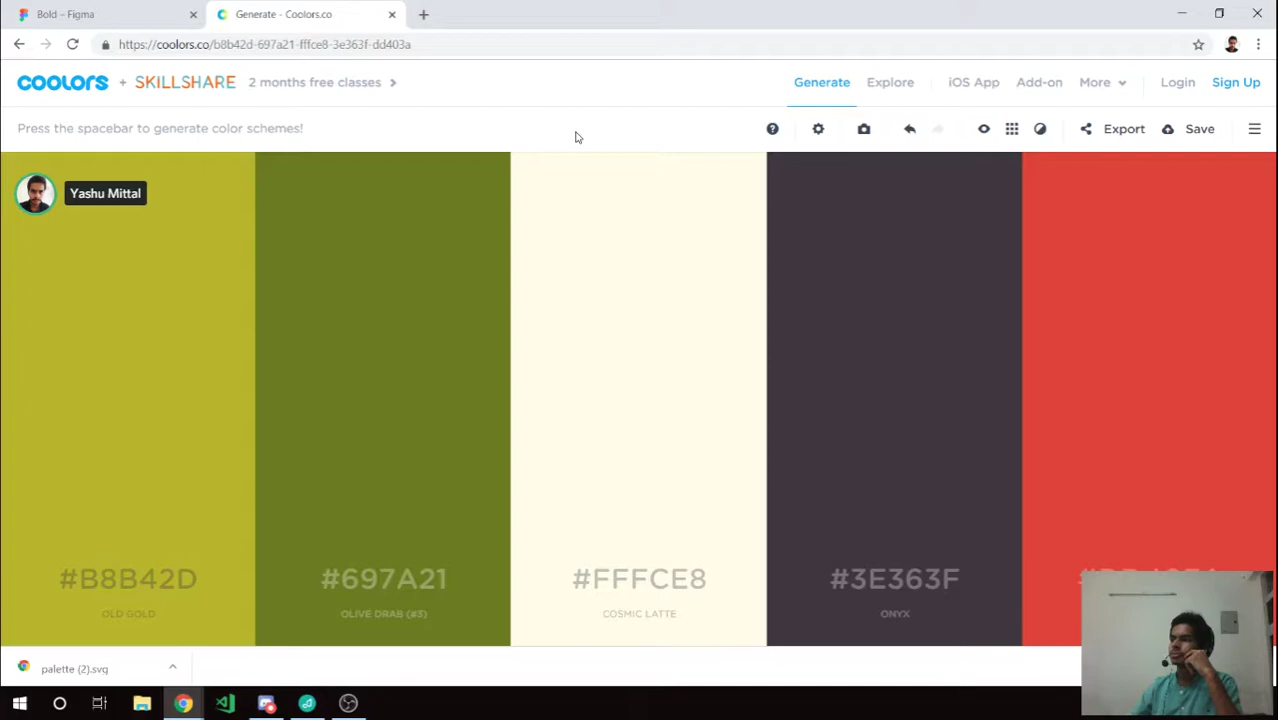 Bold – Figma
Generate - Coolors.co
https://coolors.co/b8b42d-697a21-fffce8-3e363f-dd403a
coolors + SKILLSHARE 2 months free classes
Generate Explore iOS App Add-on More Login Sign Up
Press the spacebar to generate color schemes!
Export Save
Yashu Mittal
#B8B42D #697A21 #FFFCE8 #3E363F
OLD GOLD OLIVE DRAB (#3) COSMIC LATTE ONYX
palette (2).svg